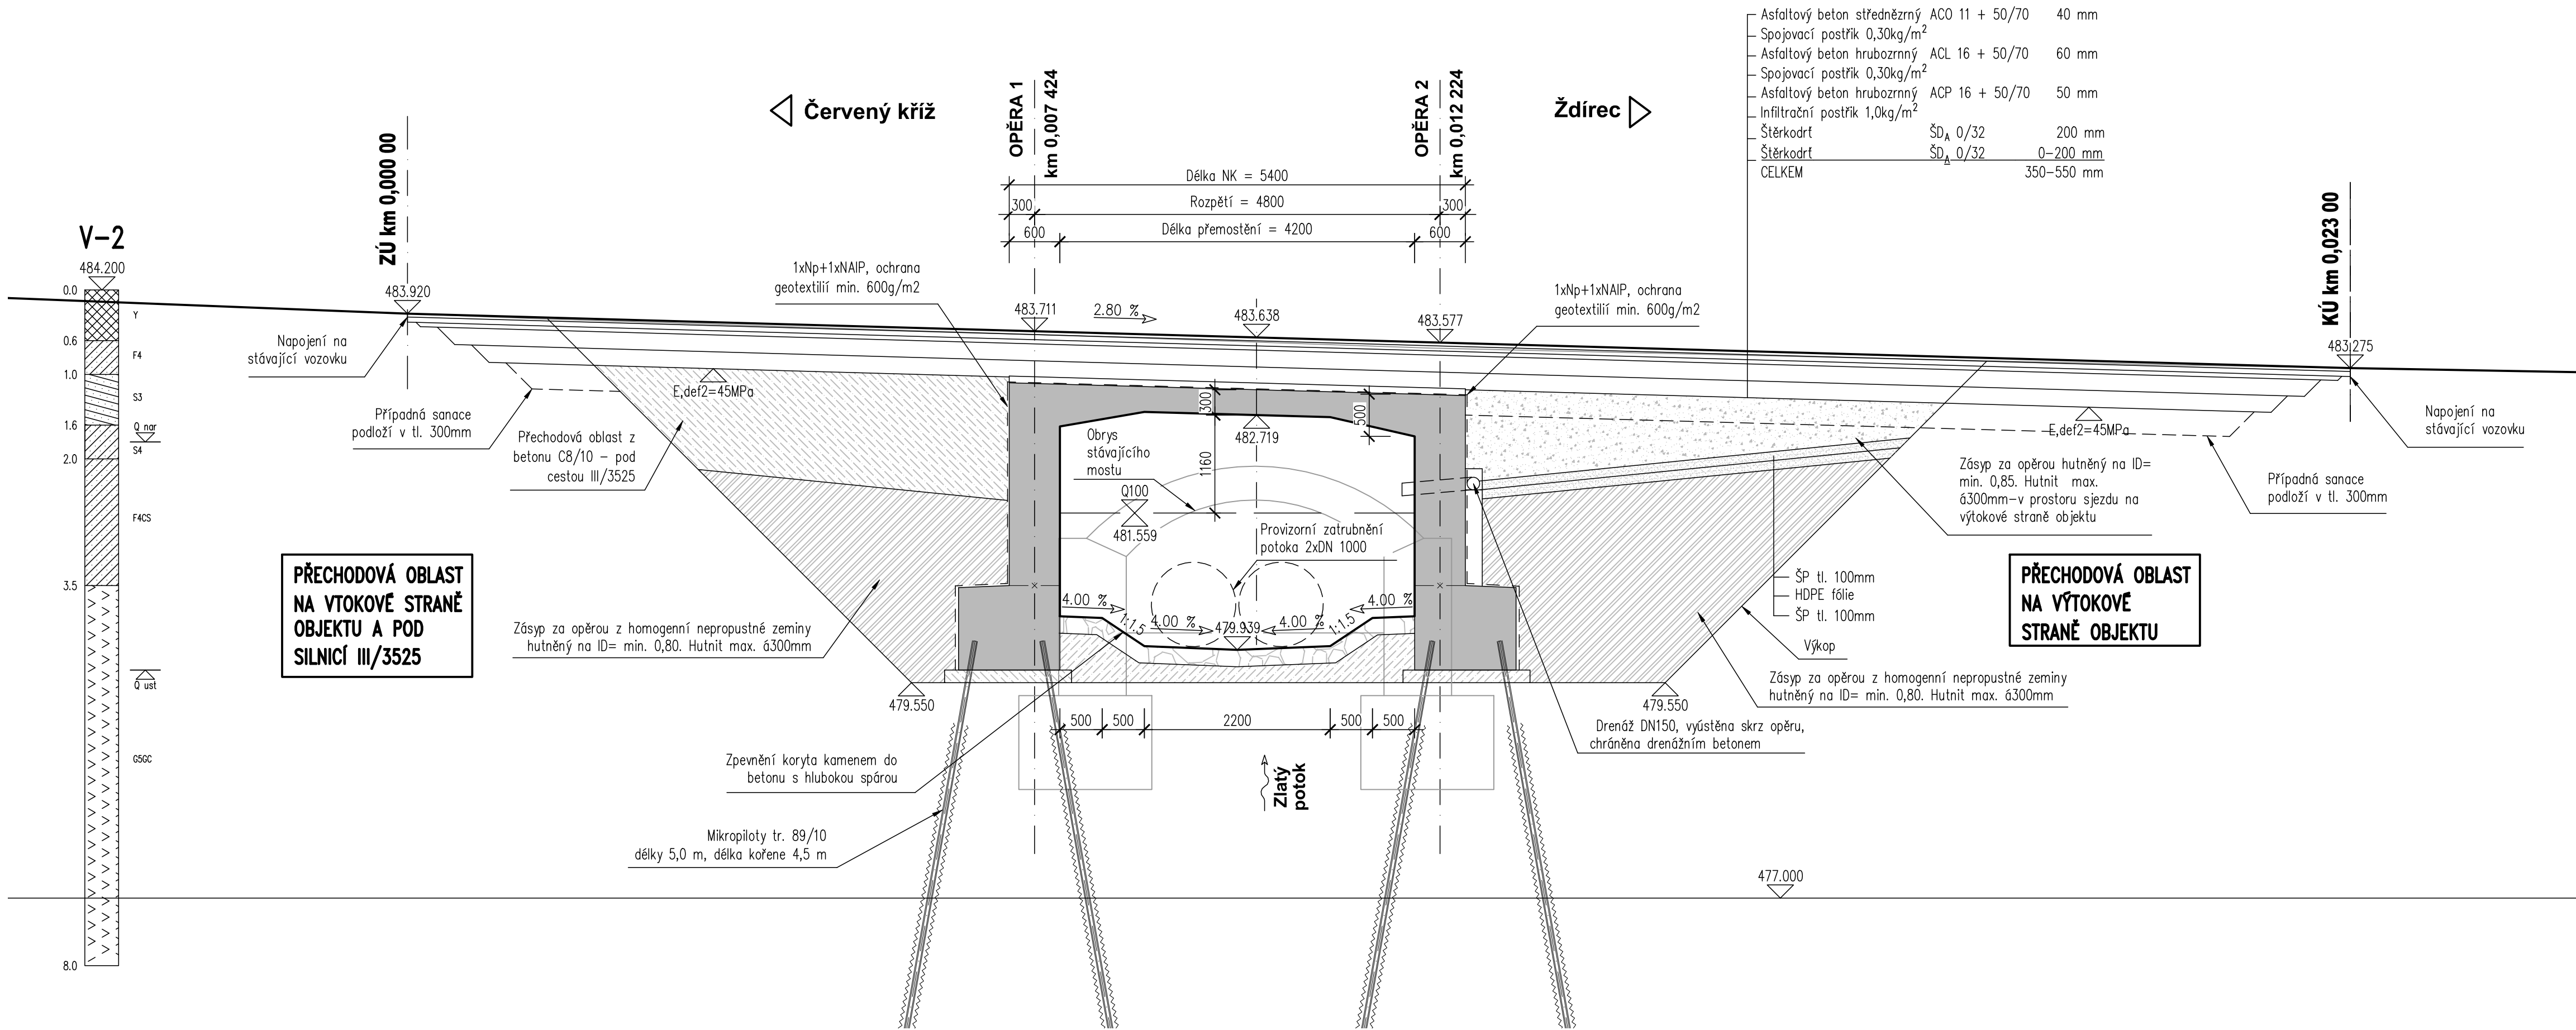 Asfaltový beton střednězrný ACO 11 + 50/70 40 mm
Spojovací postřik 0,30kg/m²
Asfaltový beton hrubozrnný ACL 16 + 50/70 60 mm
Spojovací postřik 0,30kg/m²
Asfaltový beton hrubozrnný ACP 16 + 50/70 50 mm
Infiltrační postřik 1,0kg/m²
Štěrkodrť ŠDA 0/32 200 mm
Štěrkodrť ŠDA 0/32 0-200 mm
CELKEM 350-550 mm
Červený kříž
Ždírec
OPĚRA 1
km 0,007 424
OPĚRA 2
km 0,012 224
ZÚ km 0,000 00
KÚ km 0,023 00
Délka NK = 5400
300
Rozpětí = 4800
300
600
Délka přemostění = 4200
600
V-2
484.200
0.0
Y
0.6
F4
1.0
S3
1.6
Q nar
S4
2.0
F4CS
3.5
Q ust
G5GC
8.0
483.920
Napojení na
stávající vozovku
Případná sanace
podloží v tl. 300mm
Přechodová oblast z
betonu C8/10 – pod
cestou III/3525
E,def2=45MPa
1xNp+1xNAIP, ochrana
geotextilií min. 600g/m2
483.711
2.80 %
483.638
483.577
1xNp+1xNAIP, ochrana
geotextilií min. 600g/m2
483.275
Napojení na
stávající vozovku
E,def2=45MPa
Případná sanace
podloží v tl. 300mm
Zásyp za opěrou hutněný na ID=
min. 0,85. Hutnit max.
á300mm-v prostoru sjezdu na
výtokové straně objektu
300
500
482.719
1160
Obrys
stávajícího
mostu
Q100
481.559
Provizorní zatrubnění
potoka 2xDN 1000
4.00 %
1:1.5
4.00 %
479.939
4.00 %
1:1.5
4.00 %
PŘECHODOVÁ OBLAST
NA VTOKOVÉ STRANĚ
OBJEKTU A POD
SILNICÍ III/3525
PŘECHODOVÁ OBLAST
NA VÝTOKOVÉ
STRANĚ OBJEKTU
ŠP tl. 100mm
HDPE fólie
ŠP tl. 100mm
Výkop
Zásyp za opěrou z homogenní nepropustné zeminy
hutněný na ID= min. 0,80. Hutnit max. á300mm
Zásyp za opěrou z homogenní nepropustné zeminy
hutněný na ID= min. 0,80. Hutnit max. á300mm
479.550
479.550
500
500
2200
500
500
Drenáž DN150, vyústěna skrz opěru,
chráněna drenážním betonem
Zpevnění koryta kamenem do
betonu s hlubokou spárou
Zlatý
potok
Mikropiloty tr. 89/10
délky 5,0 m, délka kořene 4,5 m
477.000